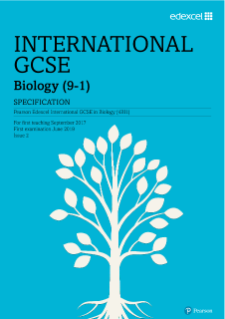 edexcel
INTERNATIONAL
GCSE
Biology (9-1)
SPECIFICATION
Pearson Edexcel International GCSE in Biology (4BI1)
For first teaching September 2017
First examination June 2019
Issue 2
Pearson